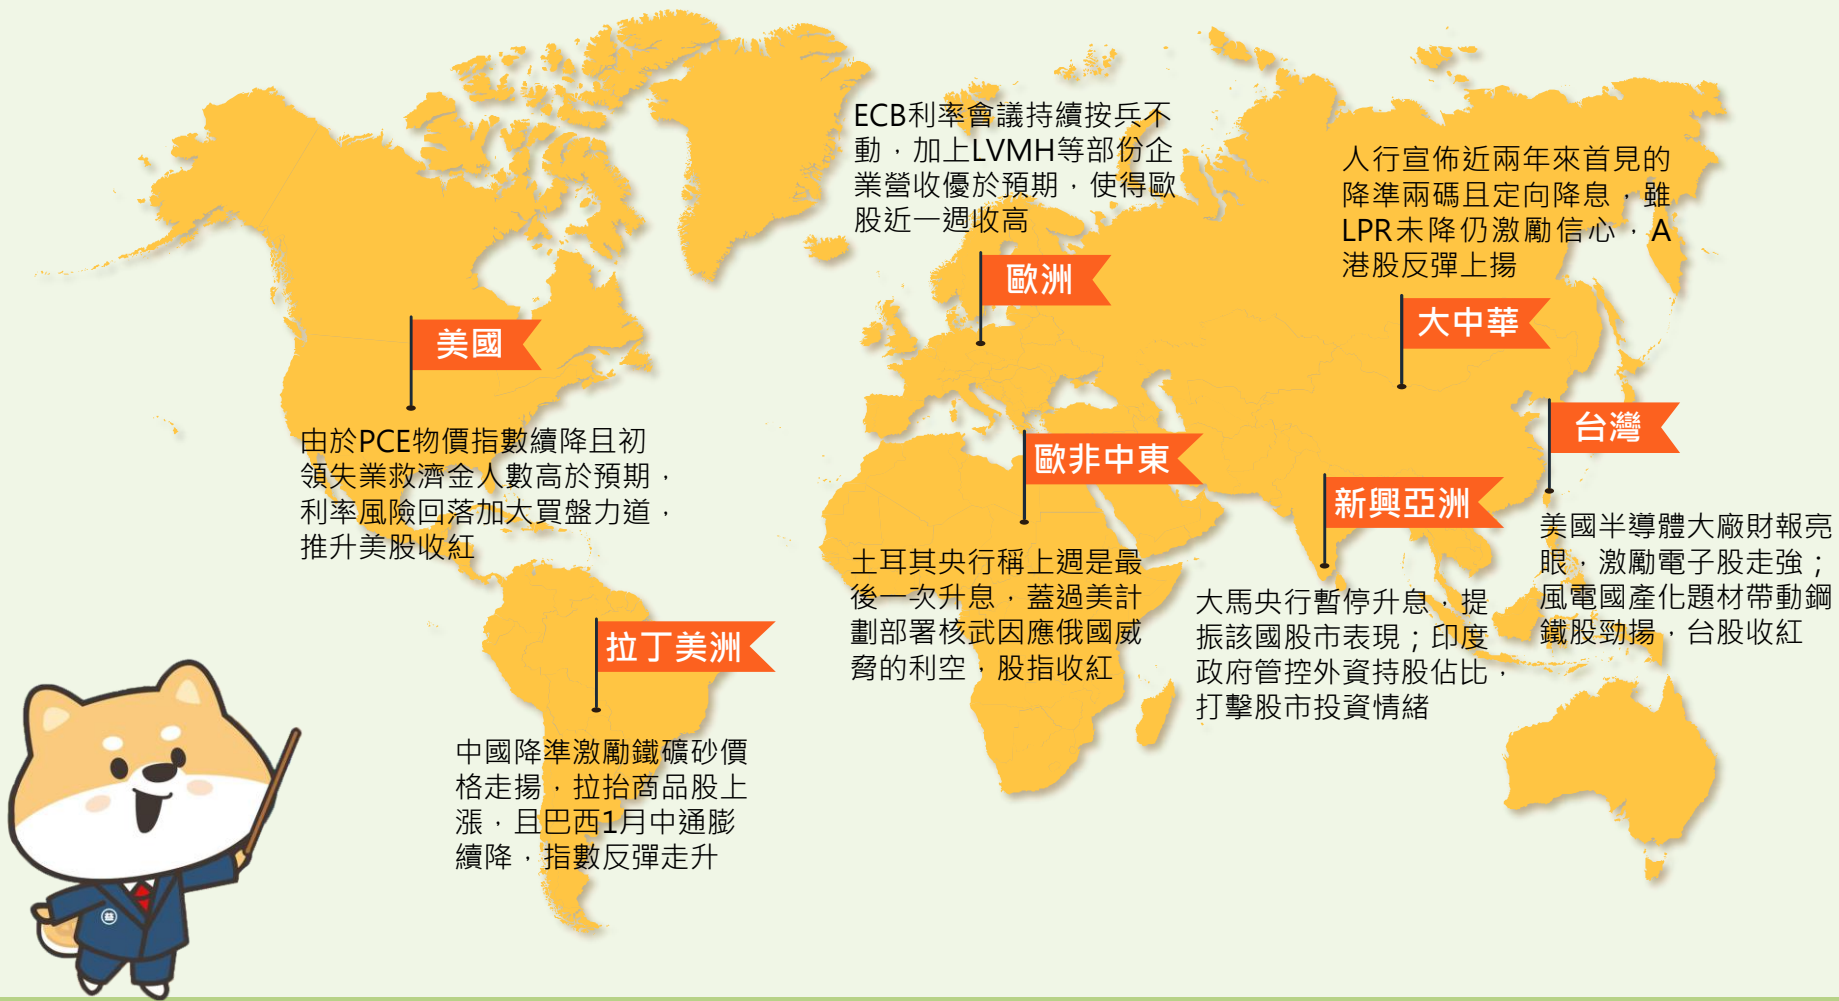 美國
由於PCE物價指數續降且初
領失業救濟金人數高於預期，
利率風險回落加大買盤力道，
推升美股收紅
拉丁美洲
中國降準激勵鐵礦砂價
格走揚，拉抬商品股上
漲，且巴西1月中通膨
續降，指數反彈走升
ECB利率會議持續按兵不
動，加上LVMH等部份企
業營收優於預期，使得歐
股近一週收高
歐洲
歐非中東
土耳其央行稱上週是最
後一次升息，蓋過美計
劃部署核武因應俄國威
脅的利空，股指收紅
人行宣佈近兩年來首見的
降準兩碼且定向降息，雖
LPR未降仍激勵信心，A
港股反彈上揚
大中華
新興亞洲
大馬央行暫停升息，提
振該國股市表現；印度
政府管控外資持股佔比，
打擊股市投資情緒
台灣
美國半導體大廠財報亮
眼，激勵電子股走強；
風電國產化題材帶動鋼
鐵股勁揚，台股收紅